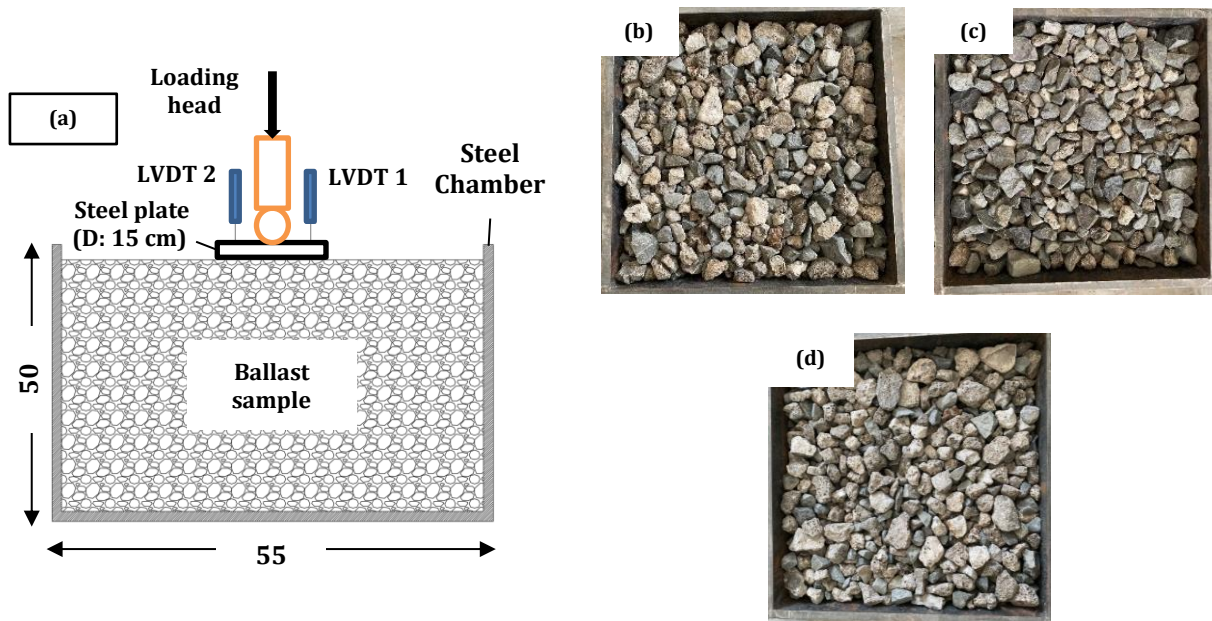 (a)
Loading
head
LVDT 2
LVDT 1
Steel
Chamber
Steel plate
(D: 15 cm)
50
Ballast
sample
55
(b)
(c)
(d)